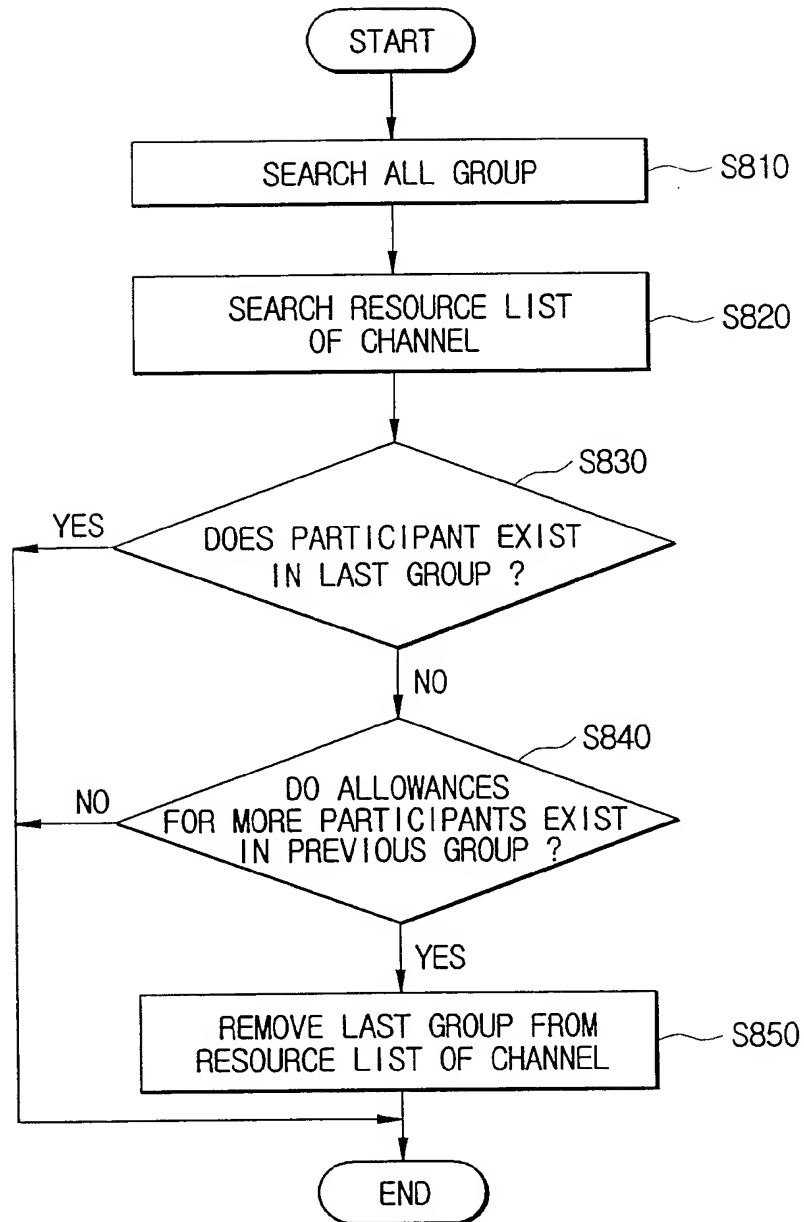 START
SEARCH ALL GROUP
S810
SEARCH RESOURCE LIST
OF CHANNEL
S820
S830
YES
DOES PARTICIPANT EXIST
IN LAST GROUP ?
NO
S840
NO
DO ALLOWANCES
FOR MORE PARTICIPANTS EXIST
IN PREVIOUS GROUP ?
YES
REMOVE LAST GROUP FROM
RESOURCE LIST OF CHANNEL
S850
END